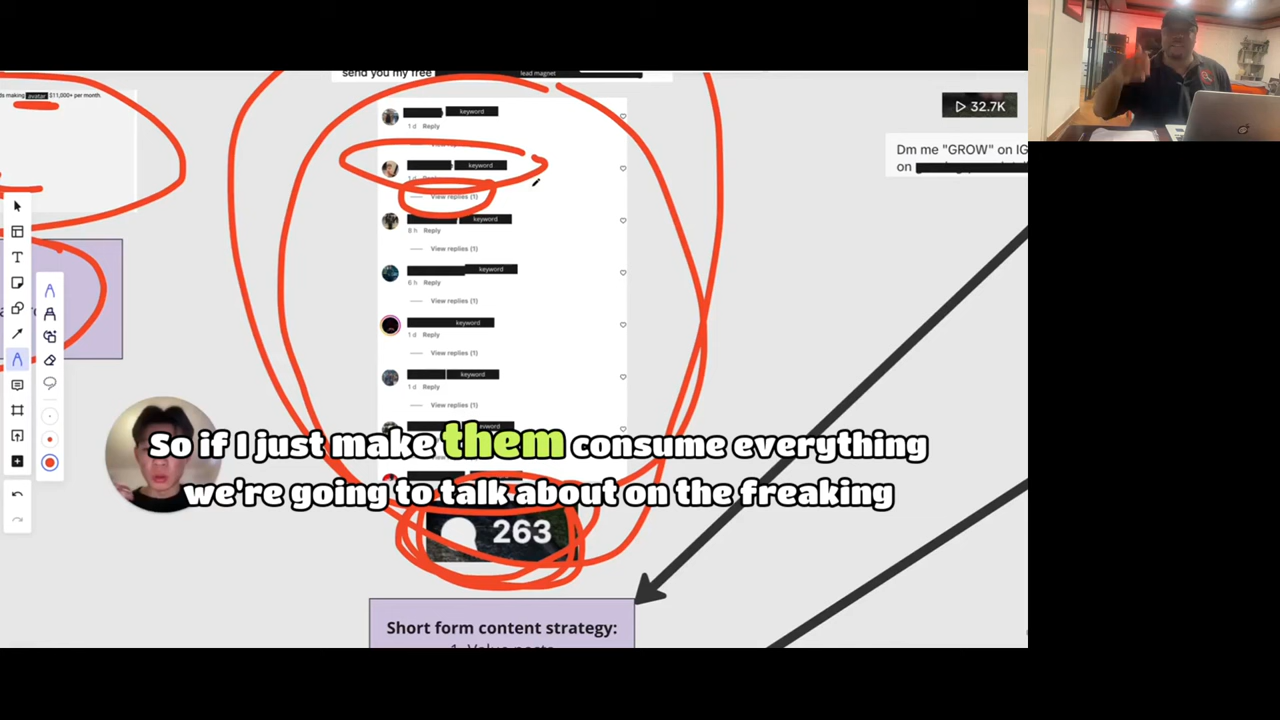 send you my free
lead magnet
ds making avatar $11,000+ per month.
keyword
1 d Reply
32.7K
keyword
Dm me "GROW" on IG
on
View replies (1)
keyword
8 h Reply
View replies (1)
keyword
6 h Reply
View replies (1)
keyword
1 d Reply
View replies (1)
keyword
1 d Reply
View replies (1)
So if I just make them consume everything
we're going to talk about on the freaking
263
Short form content strategy: